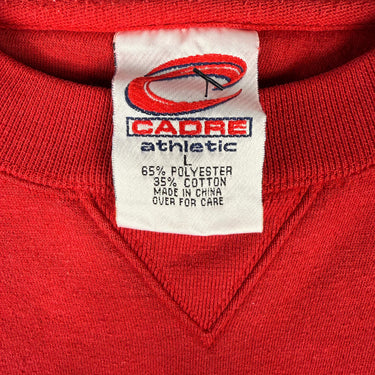 CADRE
athletic
L
65% POLYESTER
35% COTTON
MADE IN CHINA
OVER FOR CARE